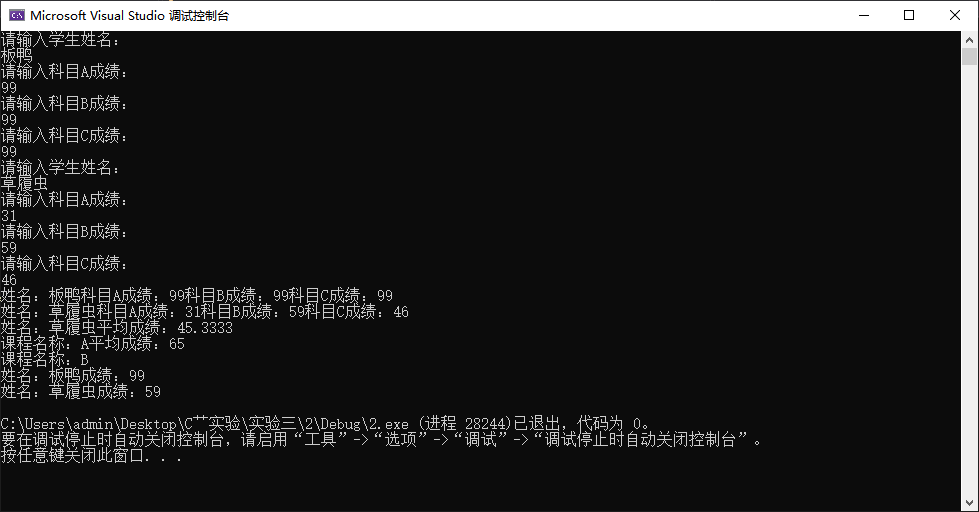 Microsoft Visual Studio 调试控制台
请输入学生姓名：
板鸭
请输入科目A成绩：
99
请输入科目B成绩：
99
请输入科目C成绩：
99
请输入学生姓名：
草履虫
请输入科目A成绩：
31
请输入科目B成绩：
59
请输入科目C成绩：
46
姓名：板鸭科目A成绩：99科目B成绩：99科目C成绩：99
姓名：草履虫科目A成绩：31科目B成绩：59科目C成绩：46
姓名：草履虫平均成绩：45.3333
课程名称：A平均成绩：65
课程名称：B
姓名：板鸭成绩：99
姓名：草履虫成绩：59
C:\Users\admin\Desktop\C艹实验\实验三\2\Debug\2.exe (进程 28244)已退出，代码为 0。
要在调试停止时自动关闭控制台，请启用“工具”->“选项”->“调试”->“调试停止时自动关闭控制台”。
按任意键关闭此窗口. . .